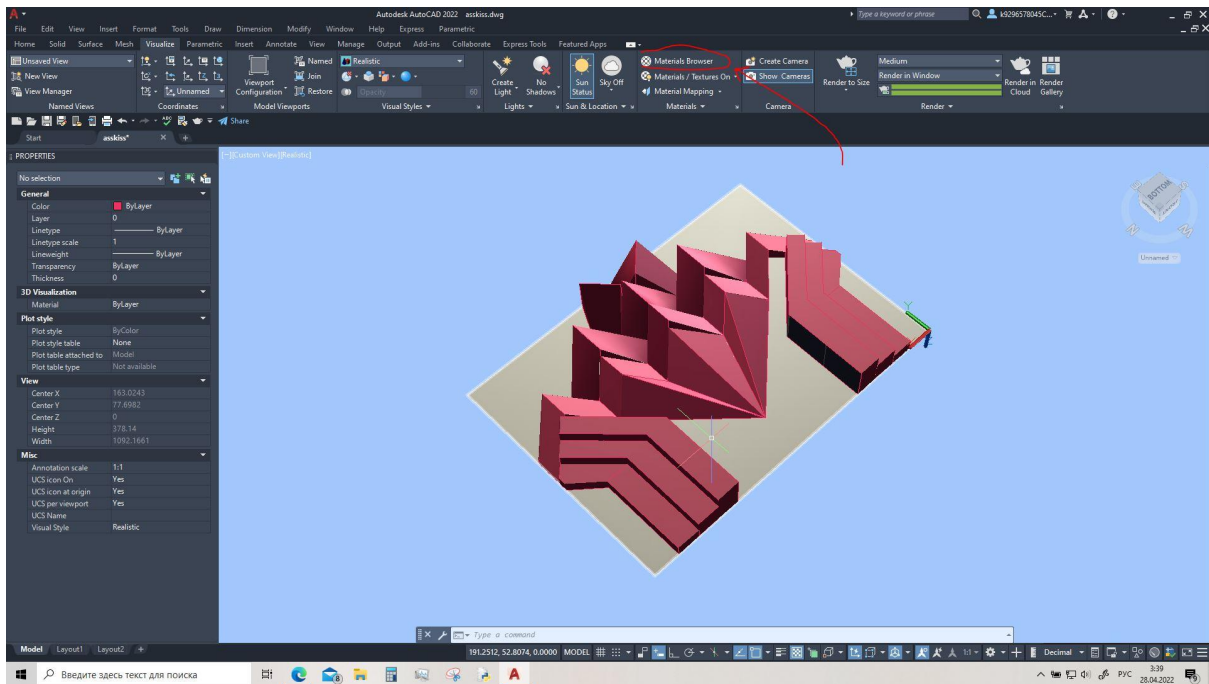 Autodesk AutoCAD 2022 asskiss.dwg
Type a keyword or phrase
k9296578045C...
File Edit View Insert Format Tools Draw Dimension Modify Window Help Express Parametric
Home Solid Surface Mesh Visualize Parametric Insert Annotate View Manage Output Add-ins Collaborate Express Tools Featured Apps
Unsaved View
New View
View Manager
Named Views
Unnamed
Coordinates
Viewport Configuration
Named
Join
Restore
Model Viewports
Realistic
Opacity 60
Visual Styles
Create Light
No Shadows
Lights
Sun Status
Sky Off
Sun & Location
Materials Browser
Materials / Textures On
Material Mapping
Materials
Create Camera
Show Cameras
Camera
Render to Size
Medium
Render in Window
Render in Cloud
Render Gallery
Render
Share
Start asskiss*
PROPERTIES
No selection
General
Color ByLayer
Layer 0
Linetype ByLayer
Linetype scale 1
Lineweight ByLayer
Transparency ByLayer
Thickness 0
3D Visualization
Material ByLayer
Plot style
Plot style ByColor
Plot style table None
Plot table attached to Model
Plot table type Not available
View
Center X 163.0243
Center Y 77.6982
Center Z 0
Height 378.14
Width 1092.1661
Misc
Annotation scale 1:1
UCS icon On Yes
UCS icon at origin Yes
UCS per viewport Yes
UCS Name
Visual Style Realistic
[−][Custom View][Realistic]
BOTTOM
Unnamed
Y
Type a command
Model Layout1 Layout2
191.2512, 52.8074, 0.0000 MODEL 1:1 Decimal
Введите здесь текст для поиска
РУС
3:39
28.04.2022